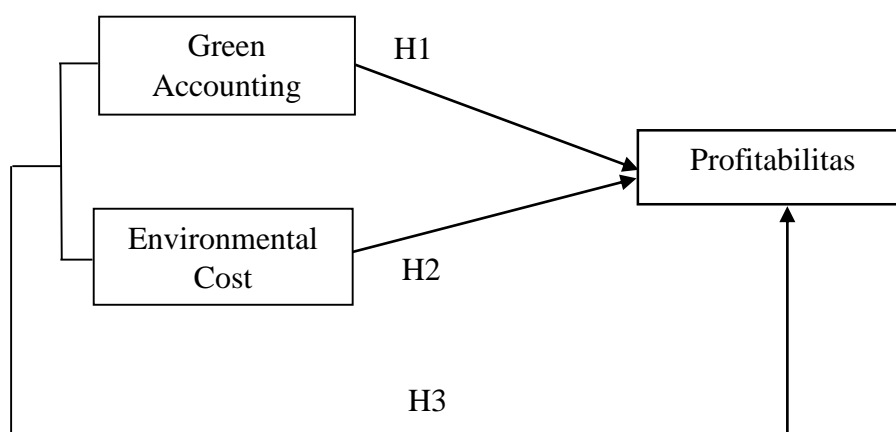 Green
Accounting
H1
Profitabilitas
Environmental
Cost
H2
H3